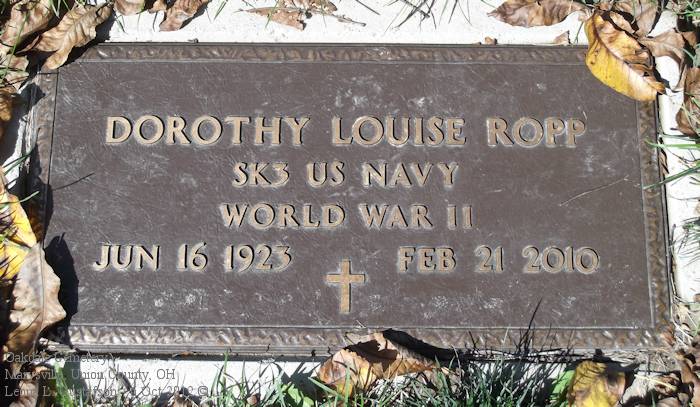 DOROTHY LOUISE ROPP
SK3 US NAVY
WORLD WAR II
JUN 16 1923 FEB 21 2010
Oakdale Cemetery
Marysville, Union County, OH